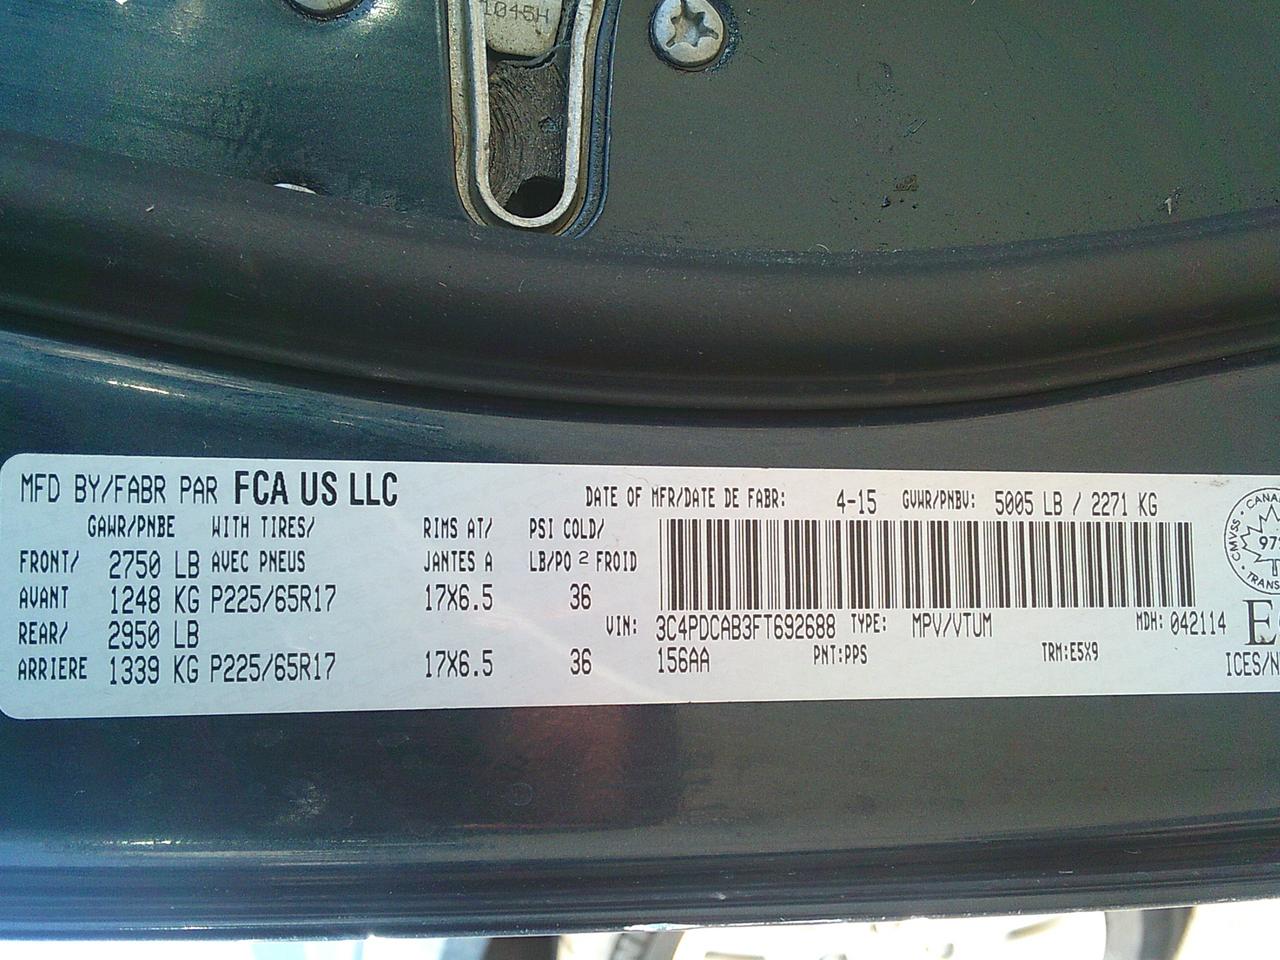 1045H
MFD BY/FABR PAR FCA US LLC
DATE OF MFR/DATE DE FABR: 4-15 GVWR/PNBV: 5005 LB / 2271 KG
GAWR/PNBE WITH TIRES/ RIMS AT/ PSI COLD/
FRONT/ 2750 LB AVEC PNEUS JANTES A LB/PO 2 FROID
AVANT 1248 KG P225/65R17 17X6.5 36
REAR/ 2950 LB
ARRIERE 1339 KG P225/65R17 17X6.5 36
VIN: 3C4PDCAB3FT692688 TYPE: MPV/VTUM MDH: 042114
156AA PNT:PPS TRM:E5X9
CMVSS
ICES/N